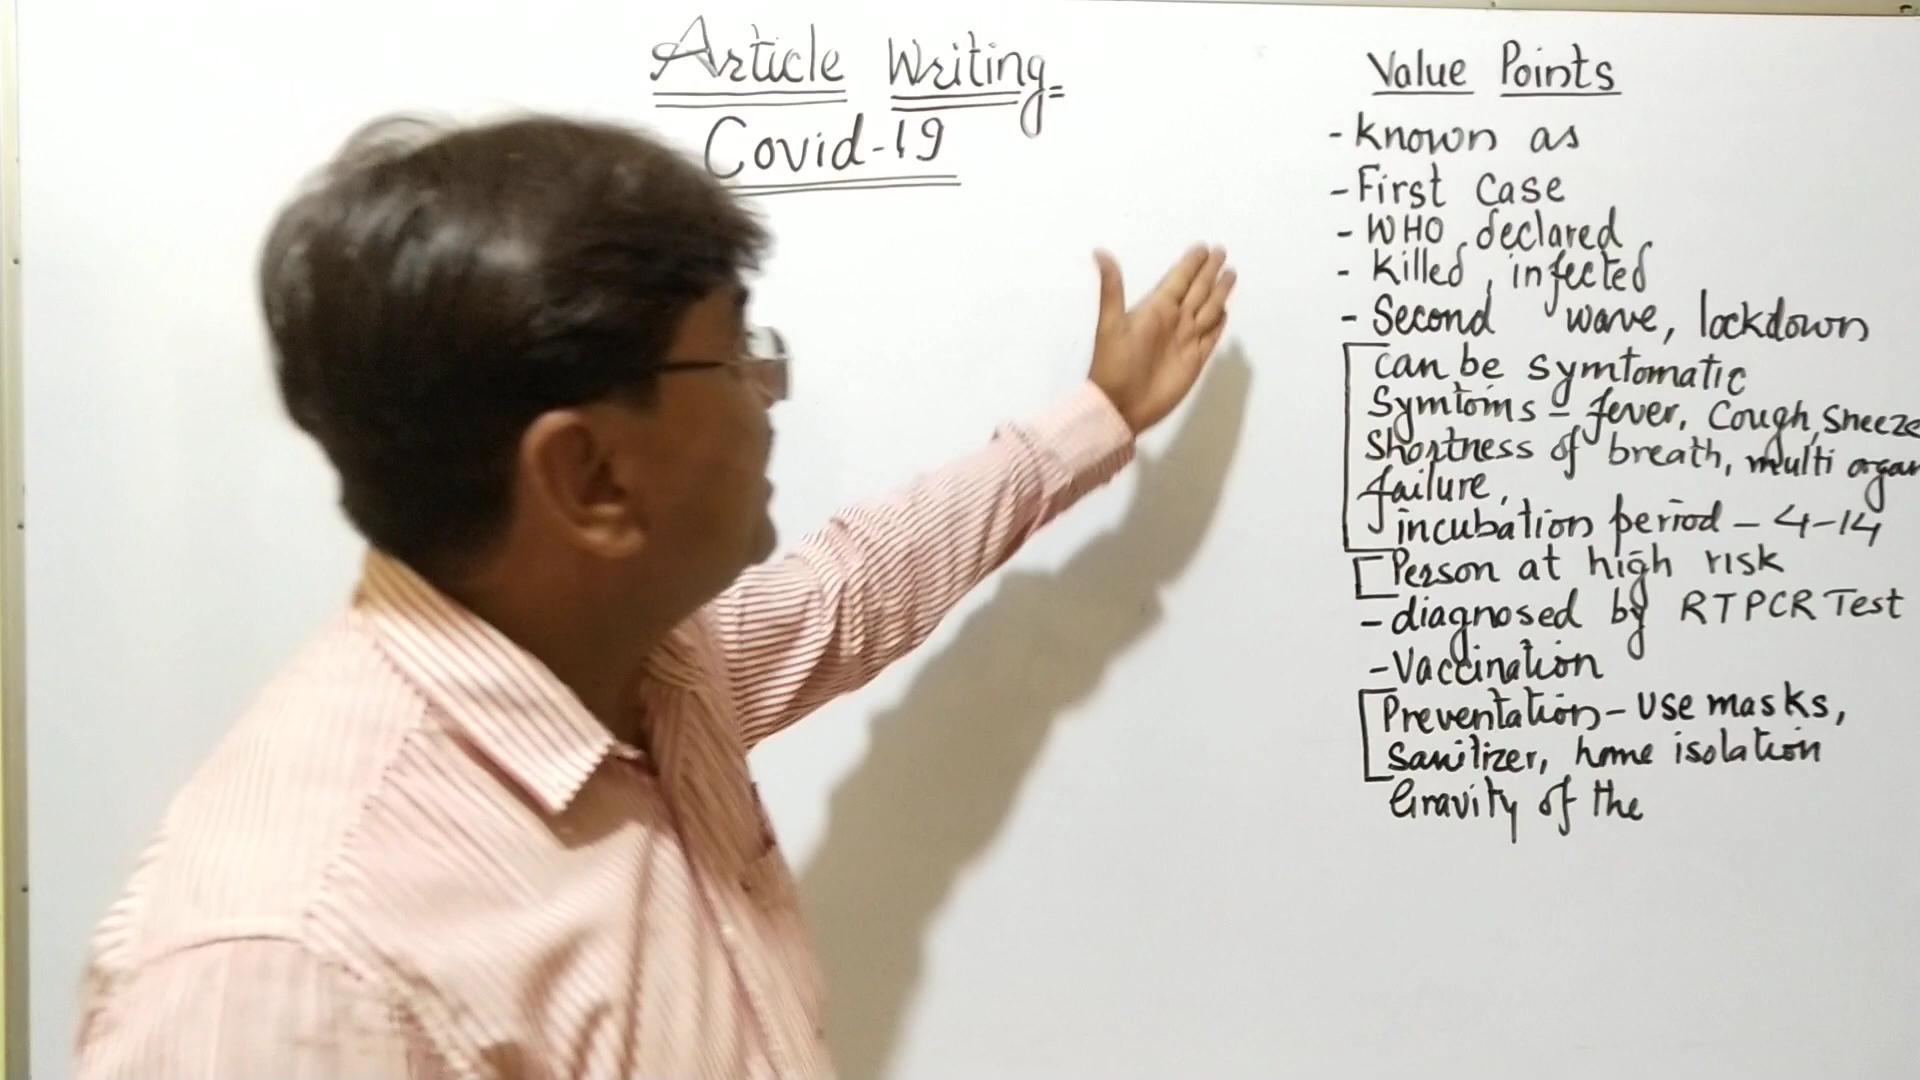 Article Writing=
Covid-19
Value Points
- Known as
- First Case
- WHO declared
- Killed, infected
- Second wave, lockdown
can be symtomatic
Symtoms - fever, Cough, Sneeze
Shortness of breath, multi organ
failure,
incubation period - 4-14
Person at high risk
- diagnosed by RTPCR Test
- Vaccination
Preventation - Use masks,
Sanitizer, home isolation
Gravity of the